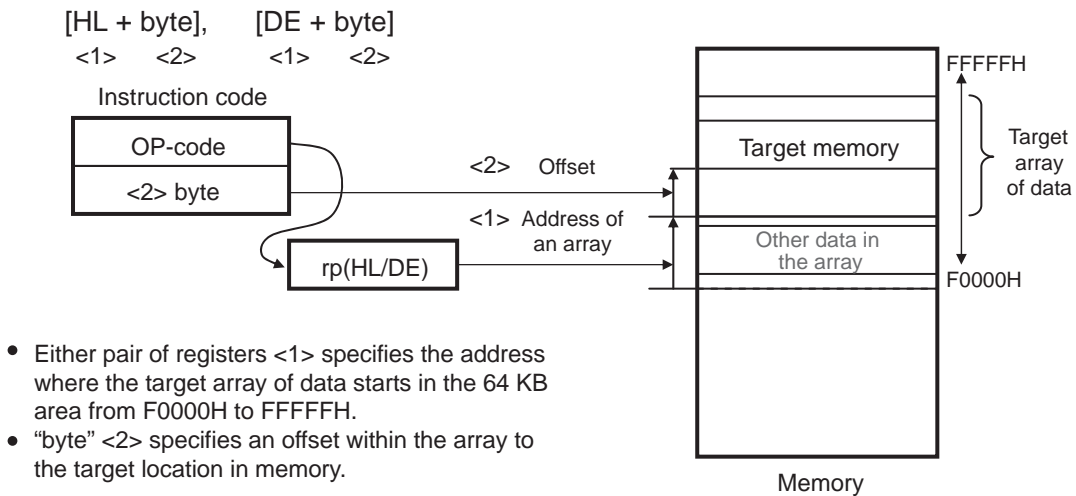 [HL + byte], [DE + byte]
<1> <2> <1> <2>
Instruction code
OP-code
<2> byte
rp(HL/DE)
<2> Offset
<1> Address of
an array
Target memory
Other data in
the array
FFFFFH
Target
array
of data
F0000H
Memory
• Either pair of registers <1> specifies the address
where the target array of data starts in the 64 KB
area from F0000H to FFFFFH.
• “byte” <2> specifies an offset within the array to
the target location in memory.